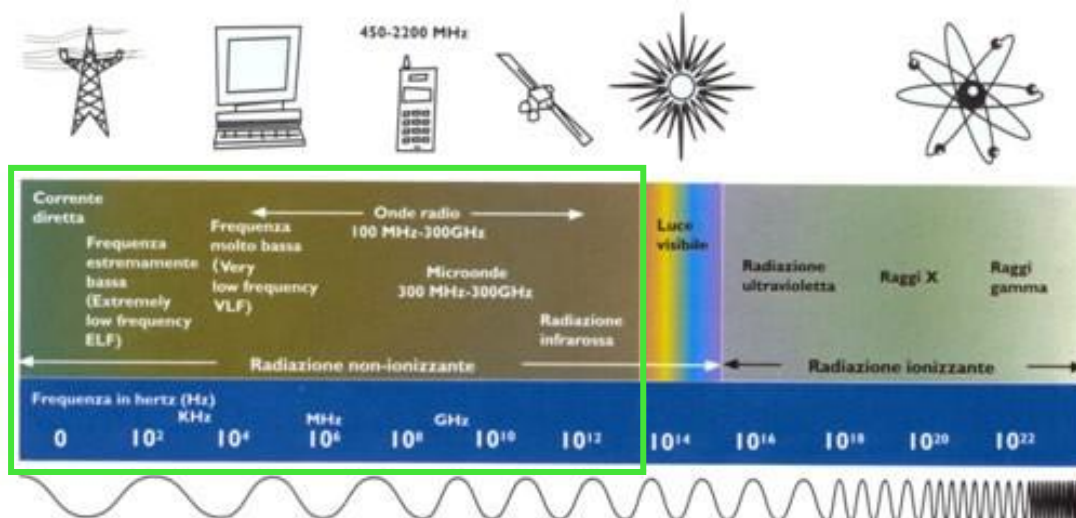 450-2200 MHz
Corrente
diretta
Frequenza
estremamente
bassa
(Extremely
low frequency
ELF)
Frequenza
molto bassa
(Very
low frequency
VLF)
Onde radio
100 MHz-300GHz
Microonde
300 MHz-300GHz
Radiazione
infrarossa
Luce
visibile
Radiazione
ultravioletta
Raggi X
Raggi
gamma
Radiazione non-ionizzante
Radiazione ionizzante
Frequenza in hertz (Hz)
KHz MHz GHz
0 10² 10⁴ 10⁶ 10⁸ 10¹⁰ 10¹² 10¹⁴ 10¹⁶ 10¹⁸ 10²⁰ 10²²